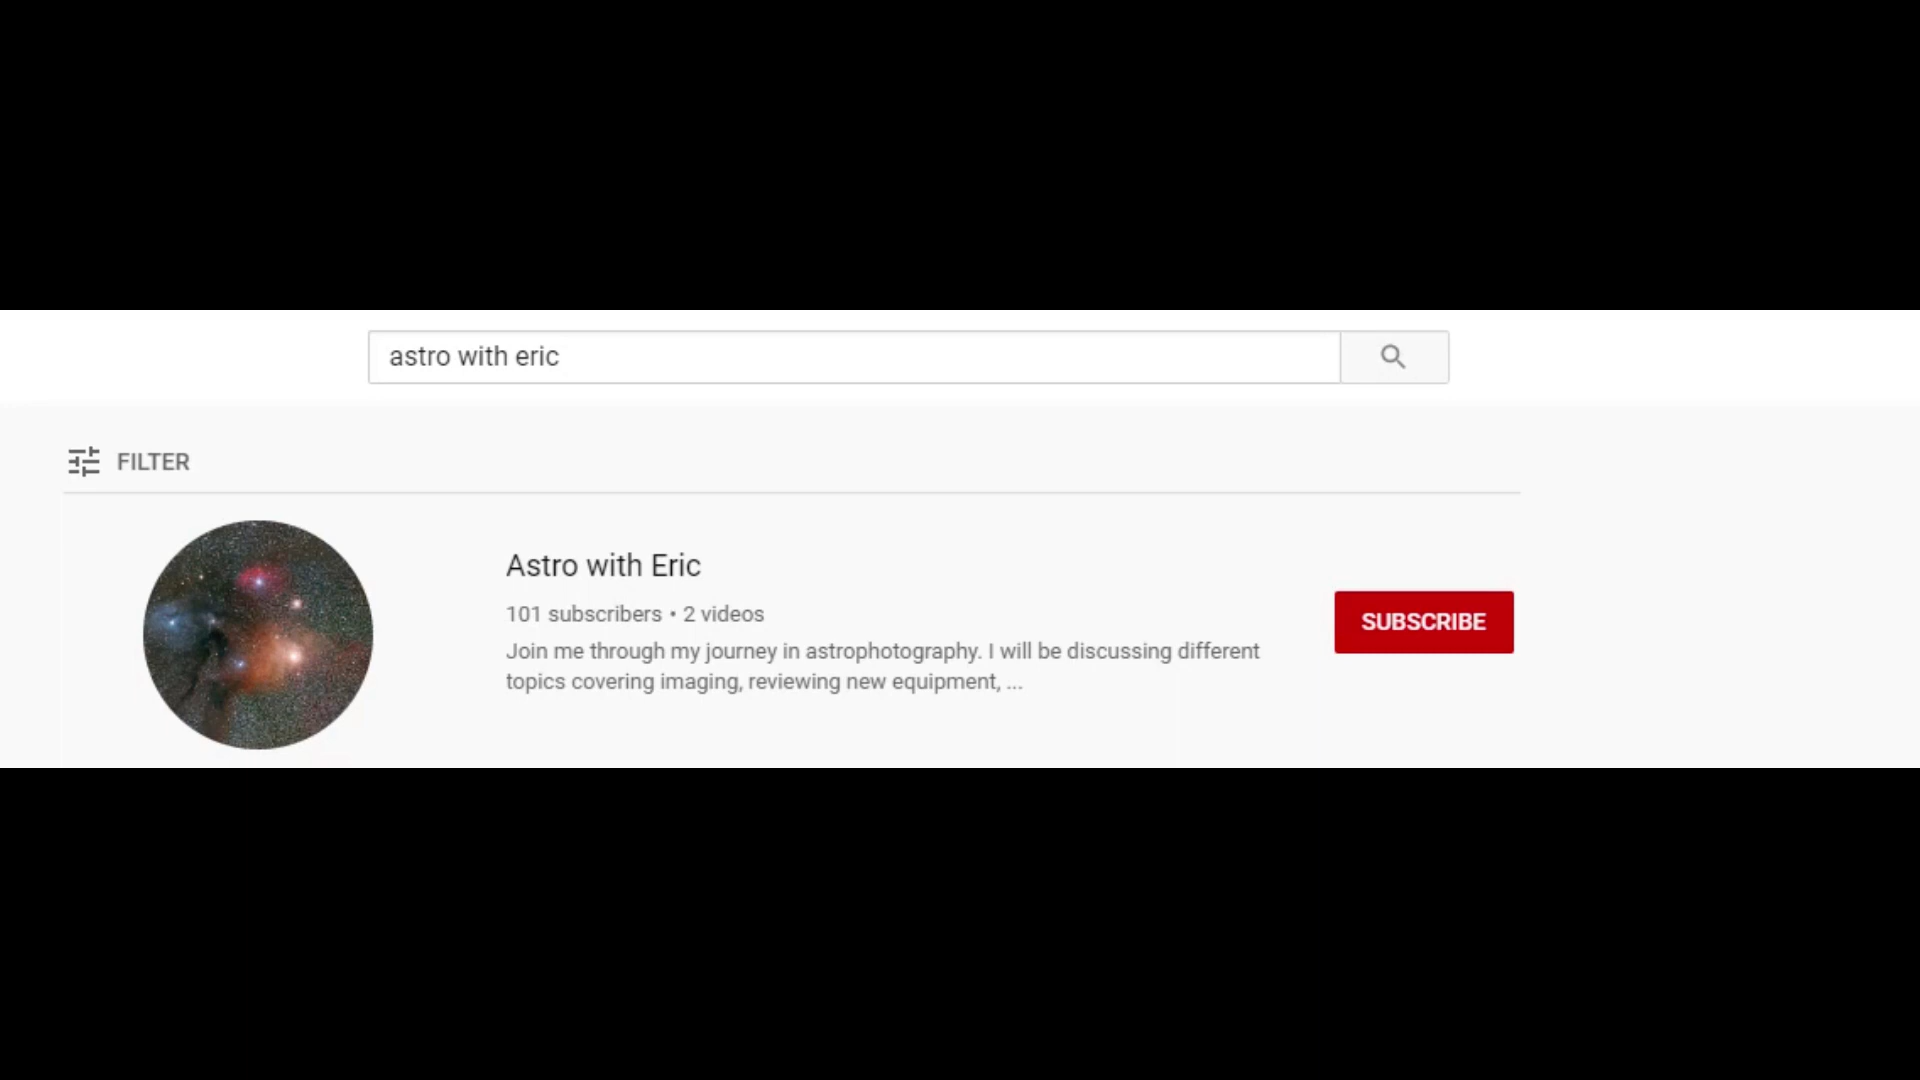 astro with eric
FILTER
Astro with Eric
101 subscribers • 2 videos
SUBSCRIBE
Join me through my journey in astrophotography. I will be discussing different
topics covering imaging, reviewing new equipment, ...